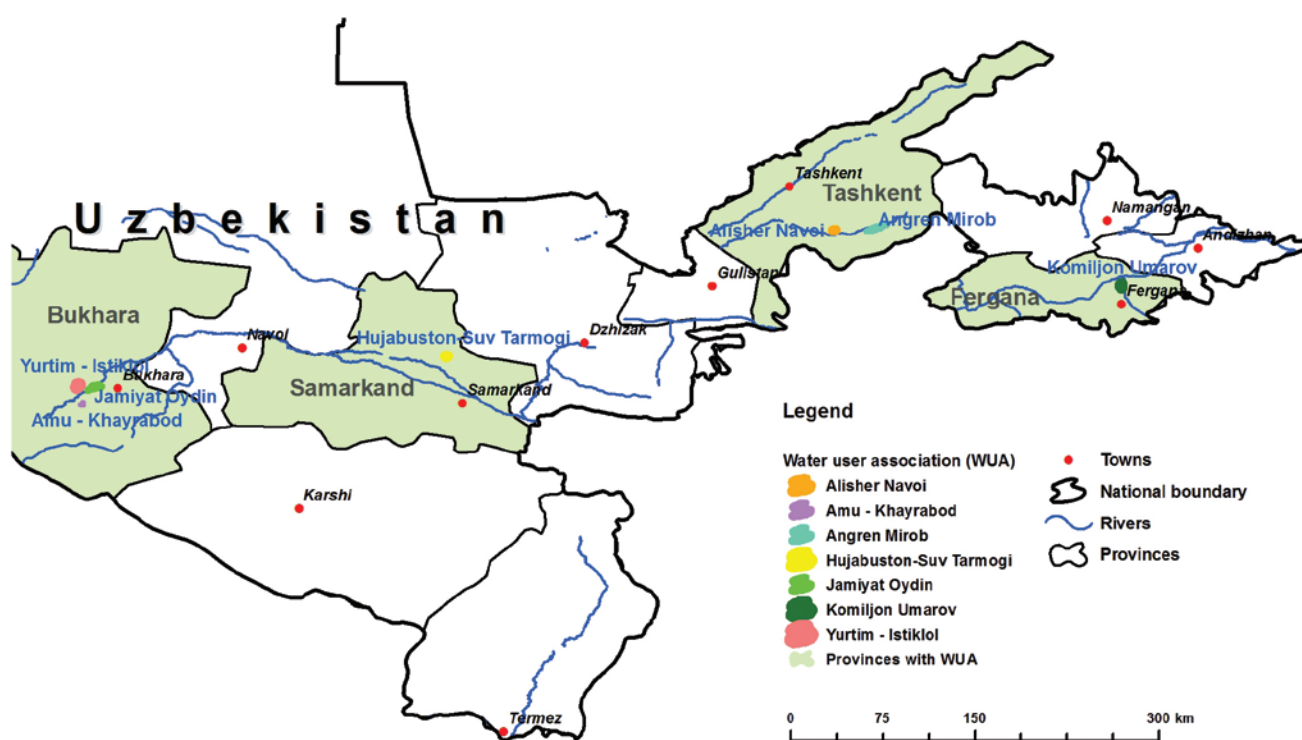 Uzbekistan
Tashkent
Tashkent
Alisher Navoi
Angren Mirob
Namangan
Andizhan
Komiljon Umarov
Fergana
Fergana
Gulistan
Dzhizak
Bukhara
Navoi
Hujabuston-Suv Tarmogi
Yurtim - Istiklol
Bukhara
Jamiyat Oydin
Amu - Khayrabod
Samarkand
Samarkand
Karshi
Termez
Legend
Water user association (WUA)
Alisher Navoi
Amu - Khayrabod
Angren Mirob
Hujabuston-Suv Tarmogi
Jamiyat Oydin
Komiljon Umarov
Yurtim - Istiklol
Provinces with WUA
Towns
National boundary
Rivers
Provinces
0 75 150 300 km